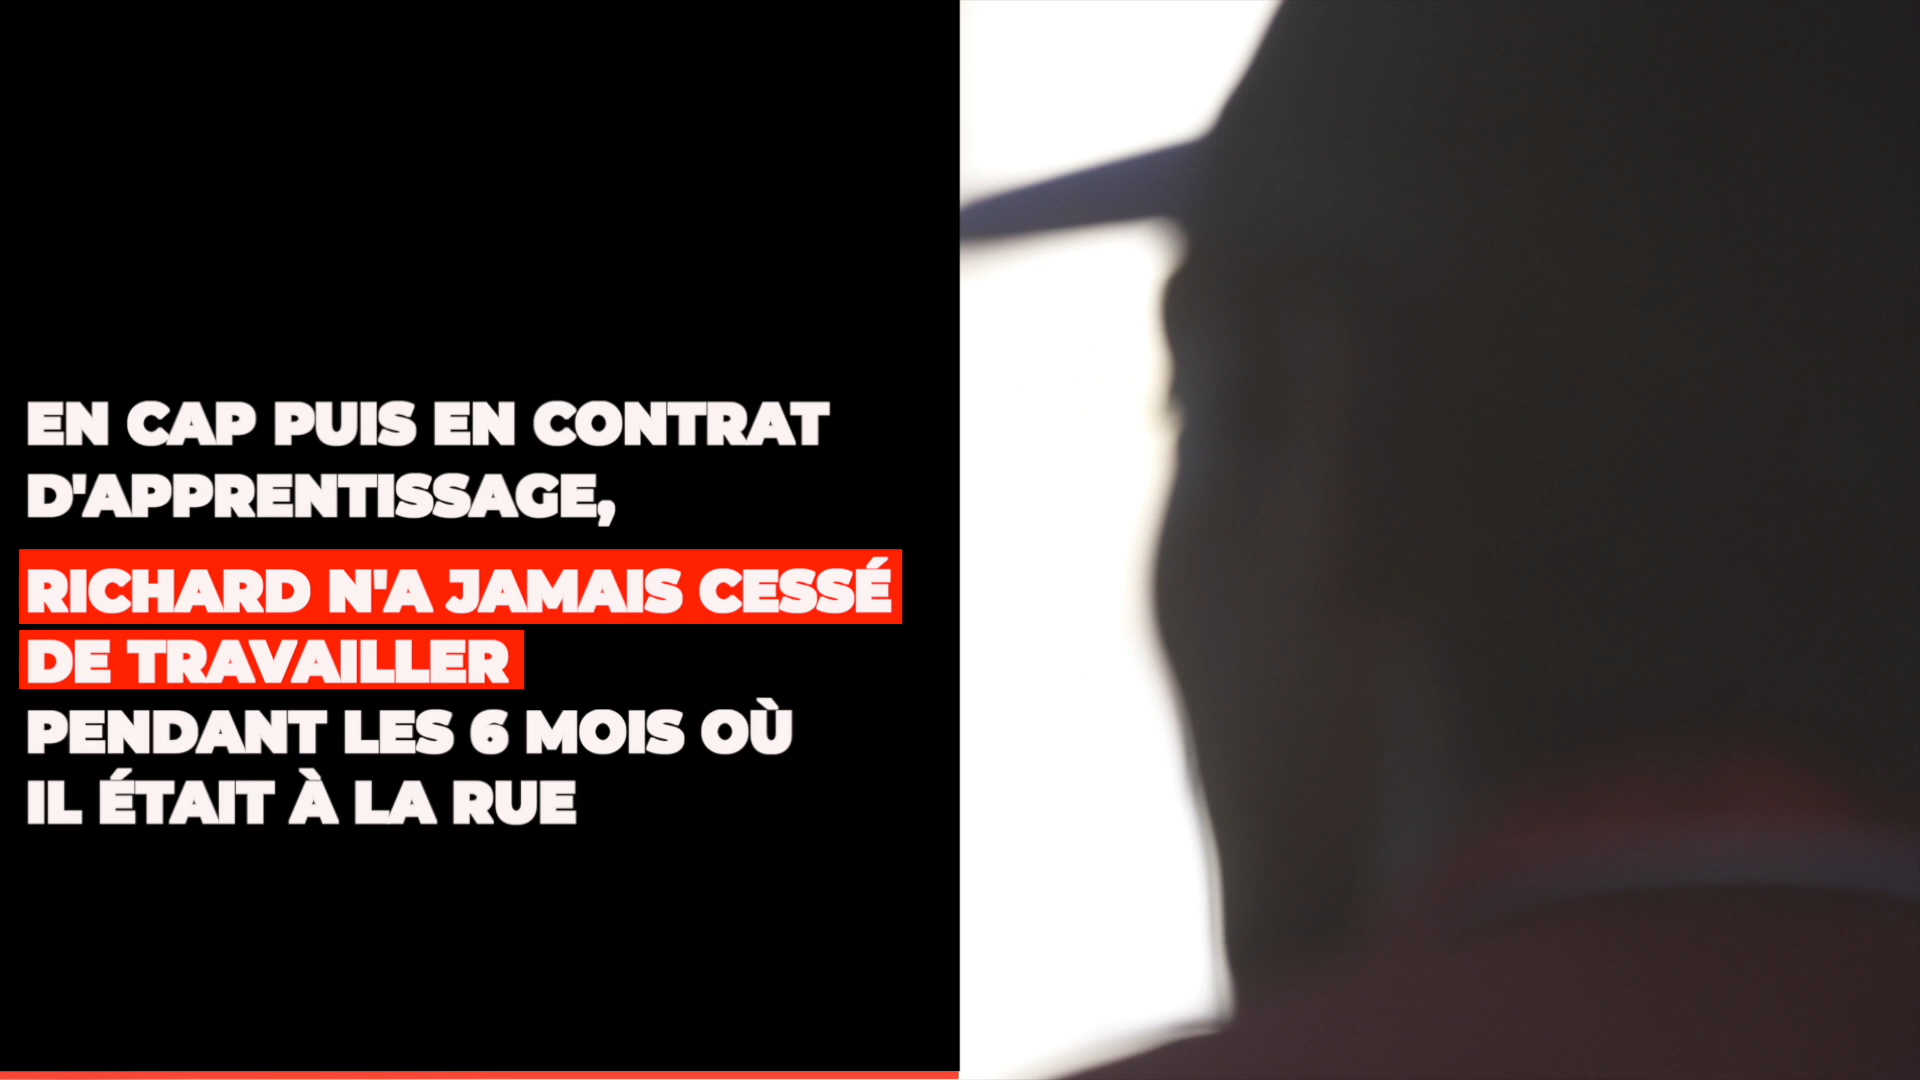 EN CAP PUIS EN CONTRAT
D'APPRENTISSAGE,
RICHARD N'A JAMAIS CESSÉ
DE TRAVAILLER
PENDANT LES 6 MOIS OÙ
IL ÉTAIT À LA RUE